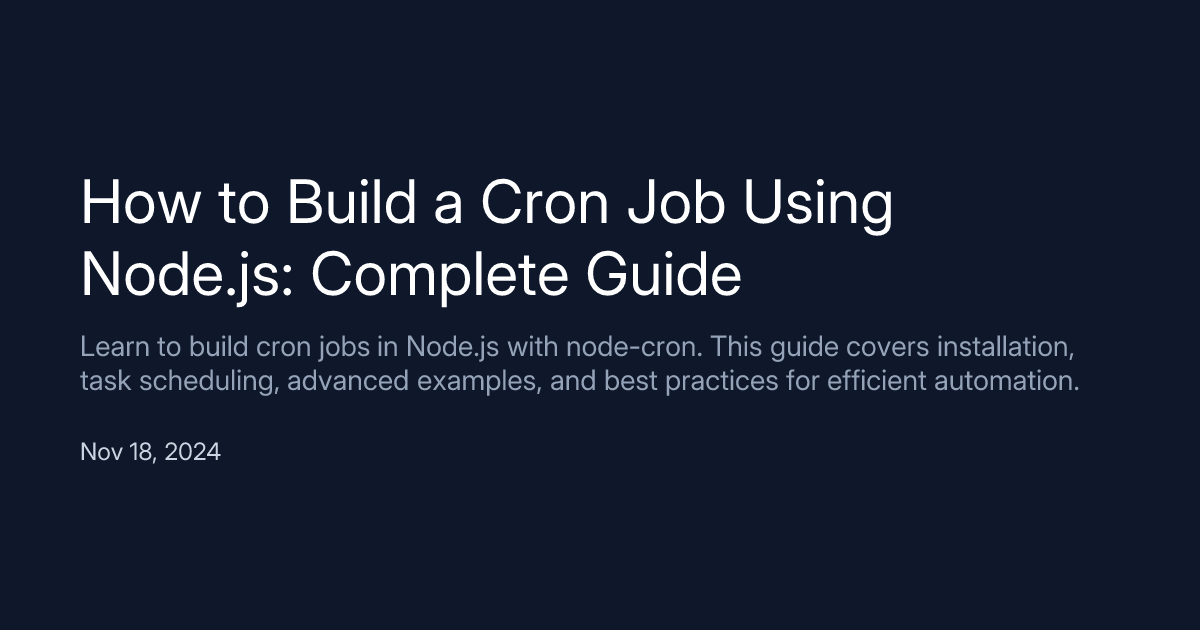 How to Build a Cron Job Using
Node.js: Complete Guide
Learn to build cron jobs in Node.js with node-cron. This guide covers installation,
task scheduling, advanced examples, and best practices for efficient automation.
Nov 18, 2024